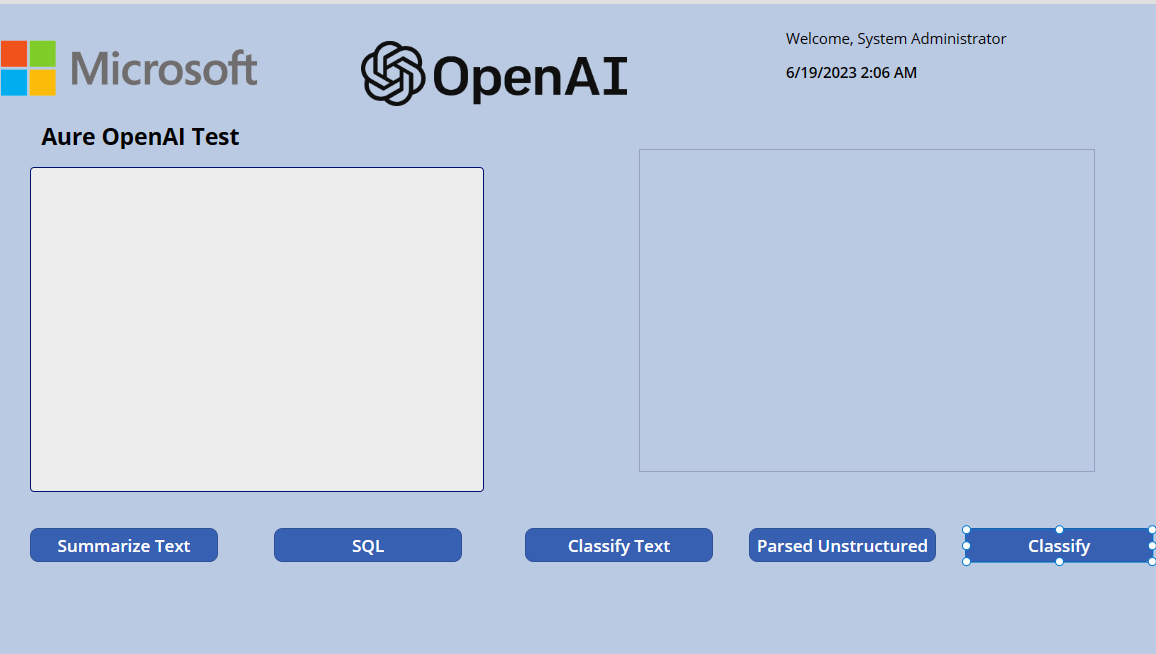 Microsoft
OpenAI
Welcome, System Administrator
6/19/2023 2:06 AM
Aure OpenAI Test
Summarize Text
SQL
Classify Text
Parsed Unstructured
Classify